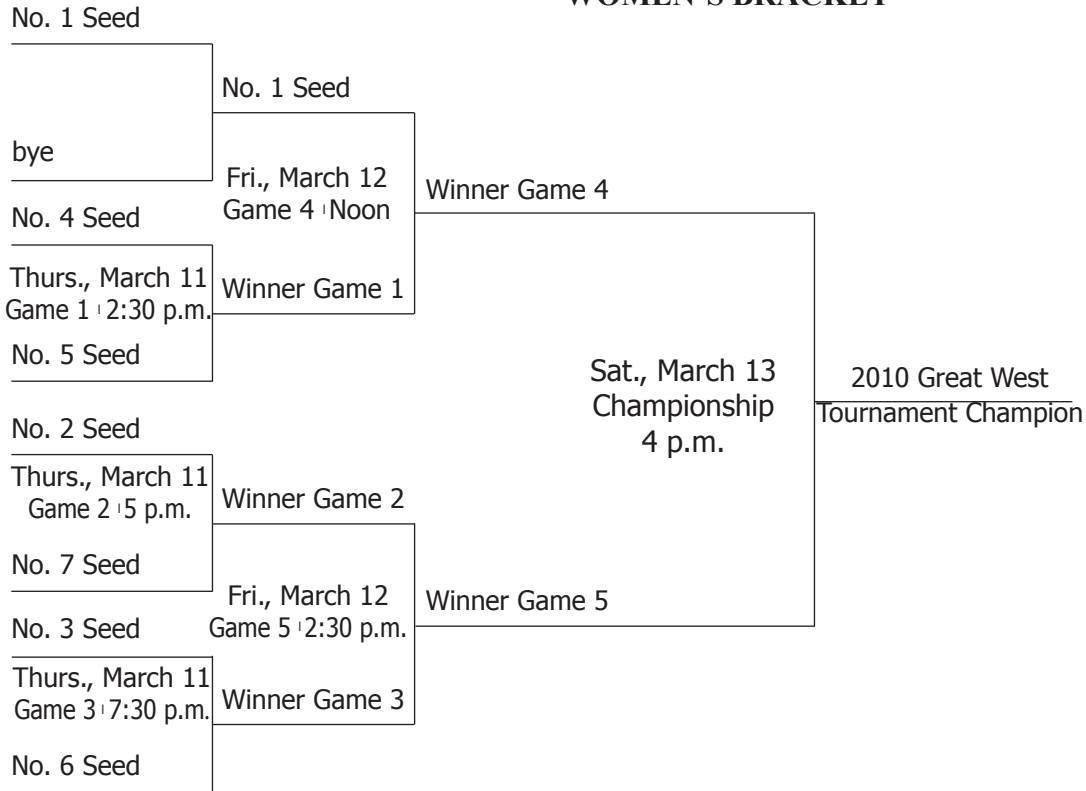 WOMEN'S BRACKET
No. 1 Seed
bye
No. 4 Seed
Thurs., March 11
Game 1 2:30 p.m.
No. 5 Seed
No. 2 Seed
Thurs., March 11
Game 2 5 p.m.
No. 7 Seed
No. 3 Seed
Thurs., March 11
Game 3 7:30 p.m.
No. 6 Seed
No. 1 Seed
Fri., March 12
Game 4 Noon
Winner Game 1
Winner Game 2
Fri., March 12
Game 5 2:30 p.m.
Winner Game 3
Winner Game 4
Sat., March 13
Championship
4 p.m.
Winner Game 5
2010 Great West
Tournament Champion